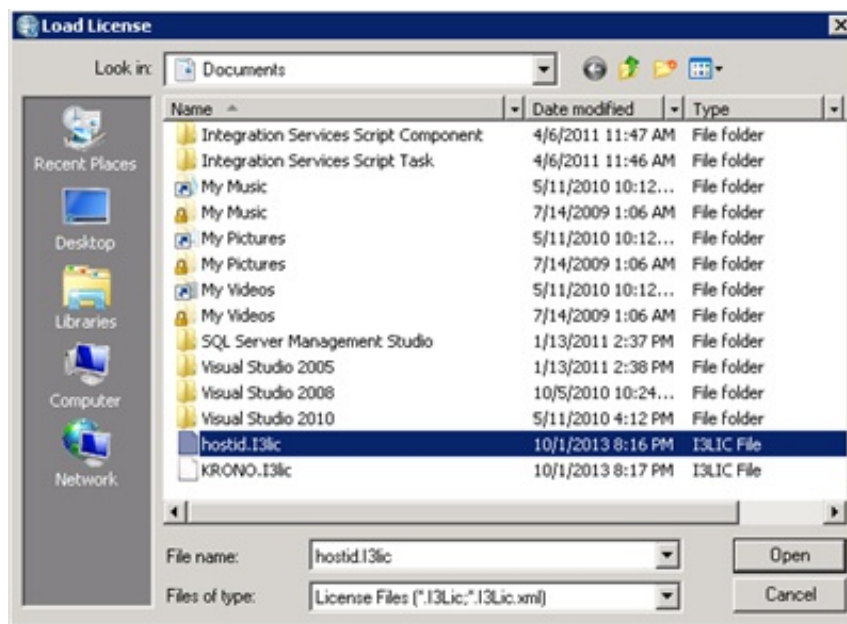 Load License
Look in: Documents
Name Date modified Type
Integration Services Script Component 4/6/2011 11:47 AM File folder
Integration Services Script Task 4/6/2011 11:46 AM File folder
My Music 5/11/2010 10:12... File folder
My Music 7/14/2009 1:06 AM File folder
My Pictures 5/11/2010 10:12... File folder
My Pictures 7/14/2009 1:06 AM File folder
My Videos 5/11/2010 10:12... File folder
My Videos 7/14/2009 1:06 AM File folder
SQL Server Management Studio 1/13/2011 2:37 PM File folder
Visual Studio 2005 1/13/2011 2:38 PM File folder
Visual Studio 2008 10/5/2010 10:24... File folder
Visual Studio 2010 5/11/2010 4:12 PM File folder
hostid.I3lic 10/1/2013 8:16 PM I3LIC File
KRONO.I3lic 10/1/2013 8:17 PM I3LIC File
Recent Places
Desktop
Libraries
Computer
Network
File name: hostid.I3lic Open
Files of type: License Files (*.I3Lic;*.I3Lic.xml) Cancel